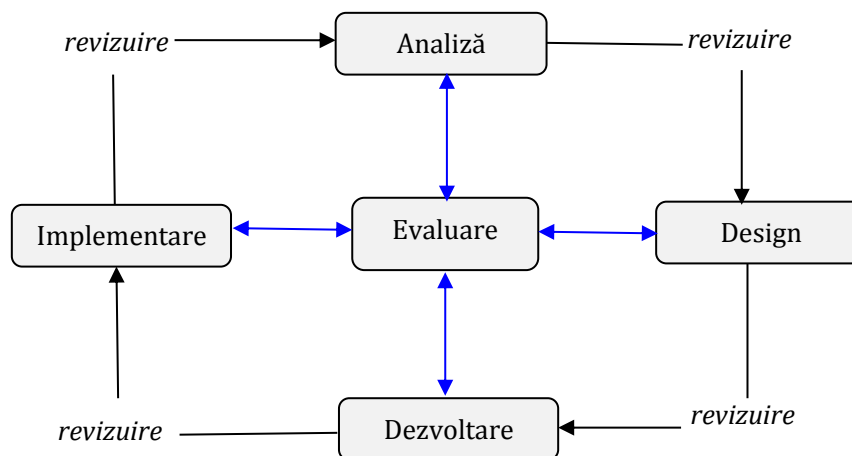 revizuire
Analiză
revizuire
Implementare
Evaluare
Design
revizuire
Dezvoltare
revizuire